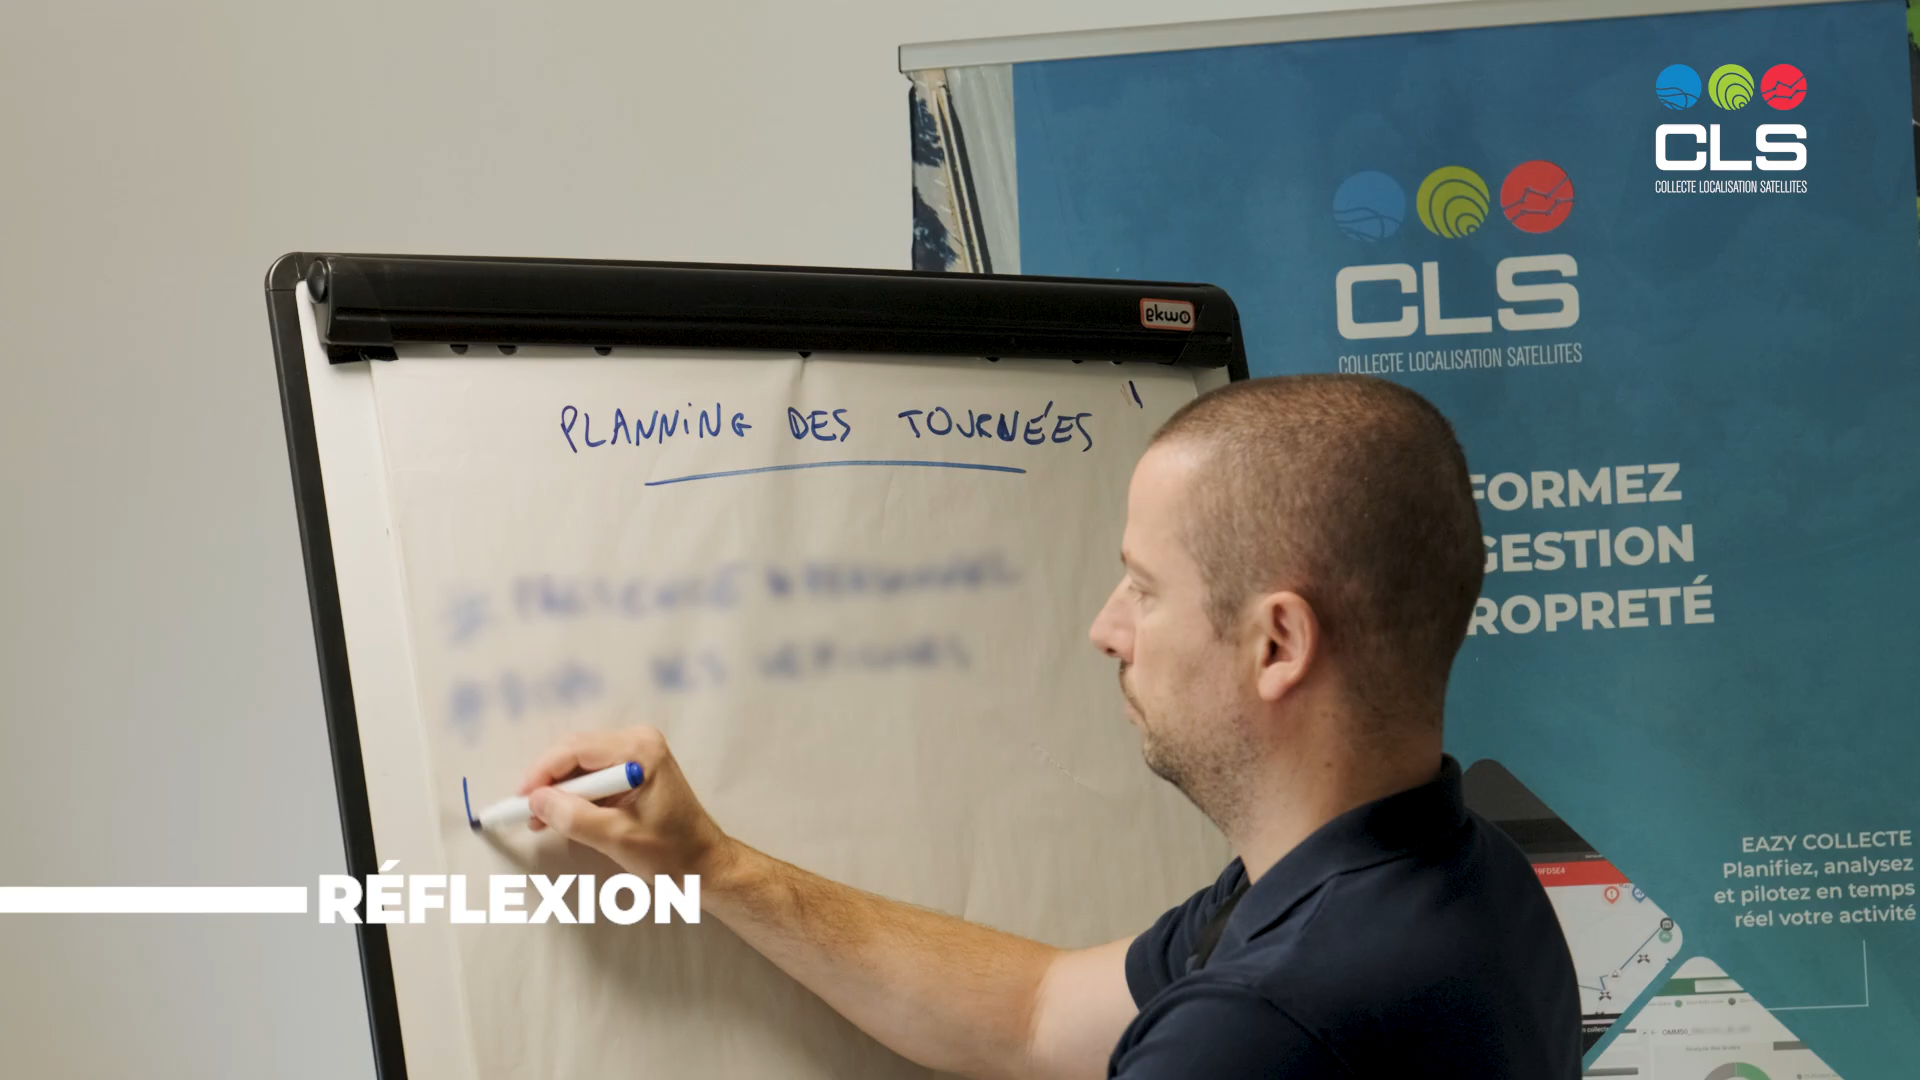 CLS
COLLECTE LOCALISATION SATELLITES
CLS
COLLECTE LOCALISATION SATELLITES
ekwo
PLANNING DES TOURNÉES
FORMEZ
GESTION
ROPRETÉ
EAZY COLLECTE
Planifiez, analysez
et pilotez en temps
réel votre activité
RÉFLEXION